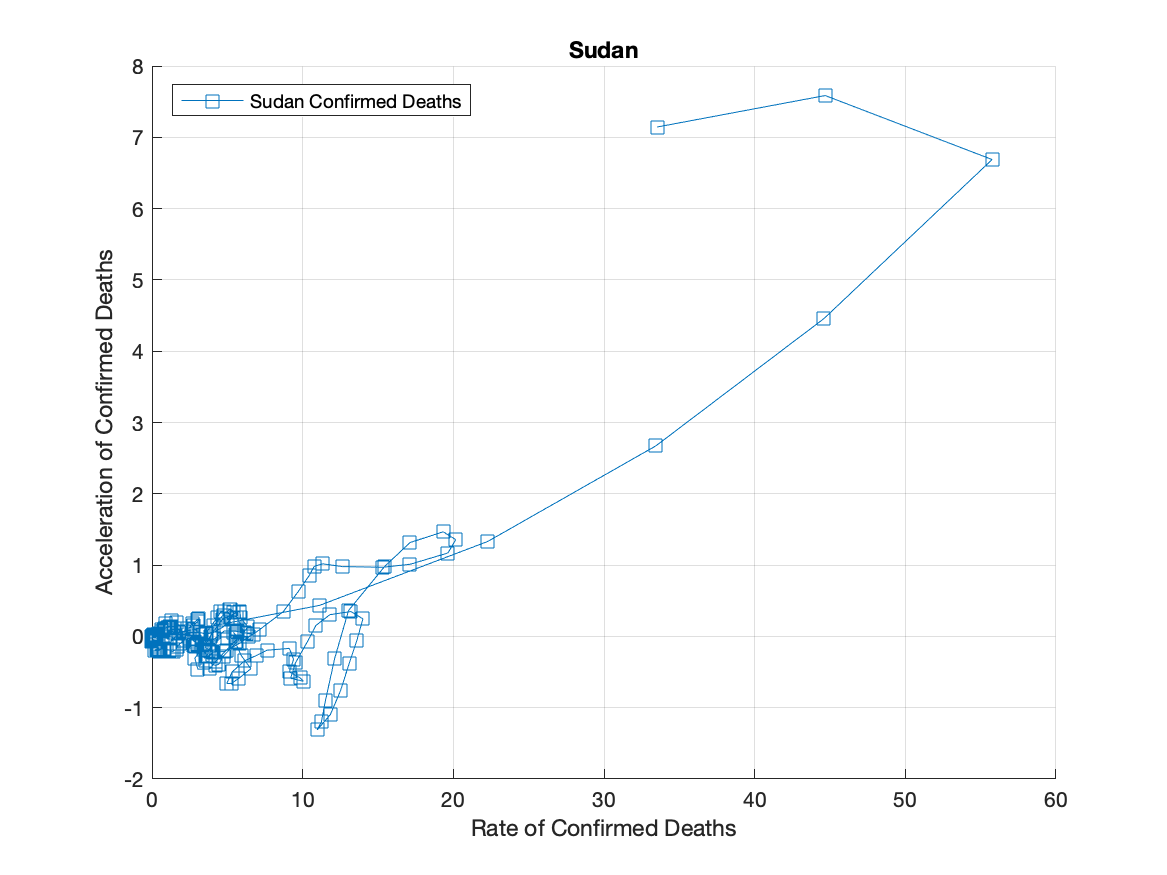 Sudan
Sudan Confirmed Deaths
Acceleration of Confirmed Deaths
8
7
6
5
4
3
2
1
0
-1
-2
0 10 20 30 40 50 60
Rate of Confirmed Deaths